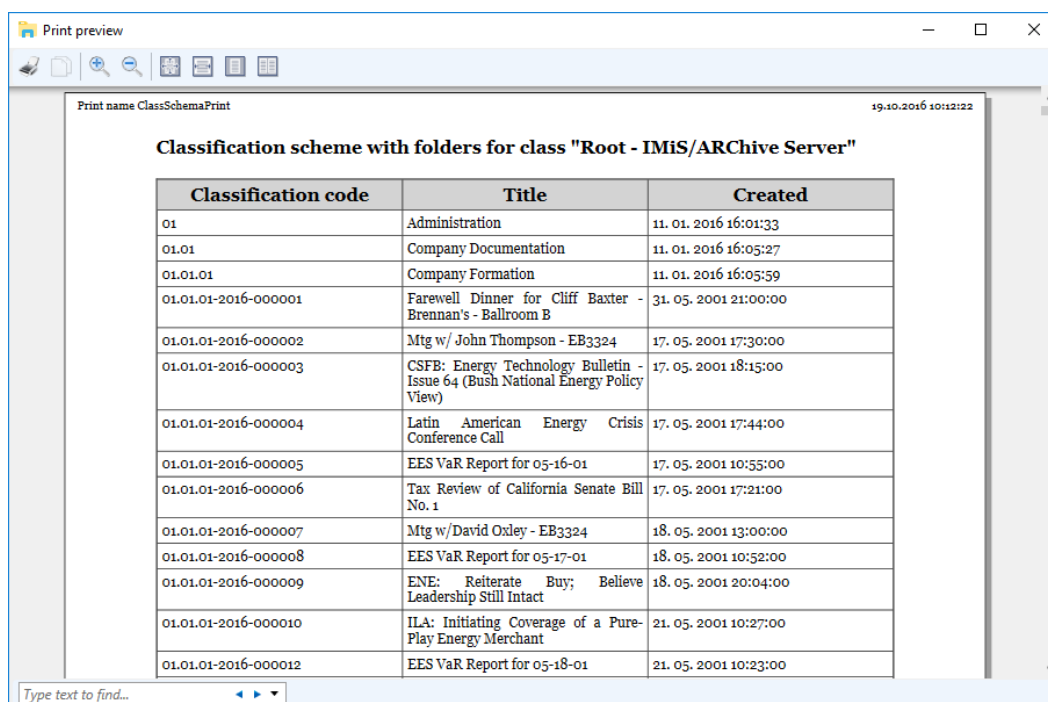 Print preview
Print name ClassSchemaPrint 19.10.2016 10:12:22
Classification scheme with folders for class "Root - IMiS/ARChive Server"
Classification code Title Created
01 Administration 11. 01. 2016 16:01:33
01.01 Company Documentation 11. 01. 2016 16:05:27
01.01.01 Company Formation 11. 01. 2016 16:05:59
01.01.01-2016-000001 Farewell Dinner for Cliff Baxter - 31. 05. 2001 21:00:00
Brennan's - Ballroom B
01.01.01-2016-000002 Mtg w/ John Thompson - EB3324 17. 05. 2001 17:30:00
01.01.01-2016-000003 CSFB: Energy Technology Bulletin - 17. 05. 2001 18:15:00
Issue 64 (Bush National Energy Policy
View)
01.01.01-2016-000004 Latin American Energy Crisis 17. 05. 2001 17:44:00
Conference Call
01.01.01-2016-000005 EES VaR Report for 05-16-01 17. 05. 2001 10:55:00
01.01.01-2016-000006 Tax Review of California Senate Bill 17. 05. 2001 17:21:00
No. 1
01.01.01-2016-000007 Mtg w/David Oxley - EB3324 18. 05. 2001 13:00:00
01.01.01-2016-000008 EES VaR Report for 05-17-01 18. 05. 2001 10:52:00
01.01.01-2016-000009 ENE: Reiterate Buy; Believe 18. 05. 2001 20:04:00
Leadership Still Intact
01.01.01-2016-000010 ILA: Initiating Coverage of a Pure- 21. 05. 2001 10:27:00
Play Energy Merchant
01.01.01-2016-000012 EES VaR Report for 05-18-01 21. 05. 2001 10:23:00
Type text to find...